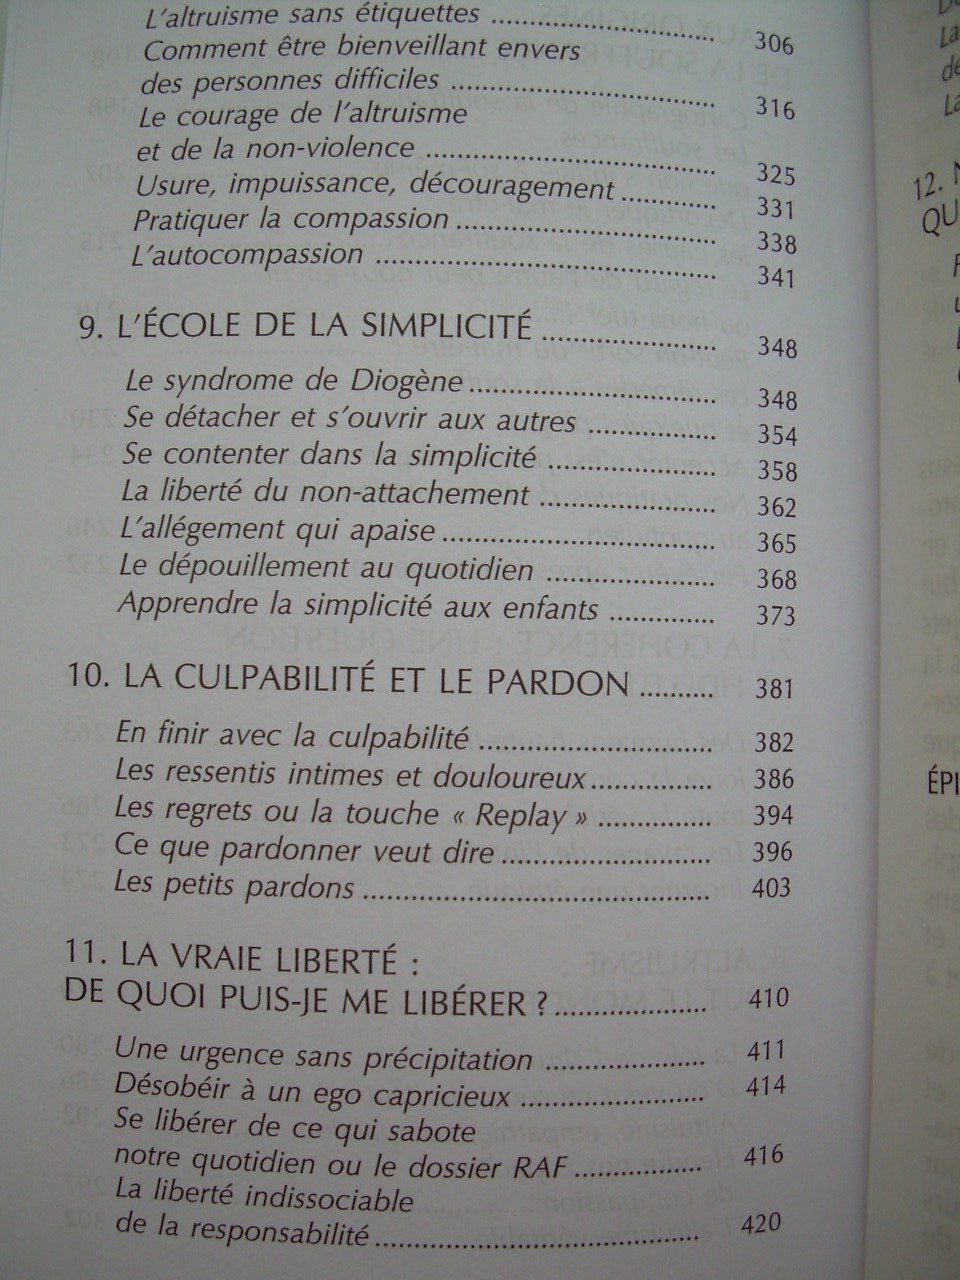 L'altruisme sans étiquettes ........................ 306
Comment être bienveillant envers
des personnes difficiles ........................ 316
Le courage de l'altruisme
et de la non-violence ........................ 325
Usure, impuissance, découragement ............ 331
Pratiquer la compassion ........................ 338
L'autocompassion ........................ 341
9. L'ÉCOLE DE LA SIMPLICITÉ .................. 348
Le syndrome de Diogène ........................ 348
Se détacher et s'ouvrir aux autres ............ 354
Se contenter dans la simplicité ............... 358
La liberté du non-attachement ............... 362
L'allégement qui apaise ........................ 365
Le dépouillement au quotidien ............... 368
Apprendre la simplicité aux enfants ............ 373
10. LA CULPABILITÉ ET LE PARDON .......... 381
En finir avec la culpabilité ..................... 382
Les ressentis intimes et douloureux ............ 386
Les regrets ou la touche « Replay » ............ 394
Ce que pardonner veut dire ..................... 396
Les petits pardons ........................ 403
11. LA VRAIE LIBERTÉ :
DE QUOI PUIS-JE ME LIBÉRER ? .................. 410
Une urgence sans précipitation ............... 411
Désobéir à un ego capricieux .................. 414
Se libérer de ce qui sabote
notre quotidien ou le dossier RAF ............ 416
La liberté indissociable
de la responsabilité ........................ 420
12.